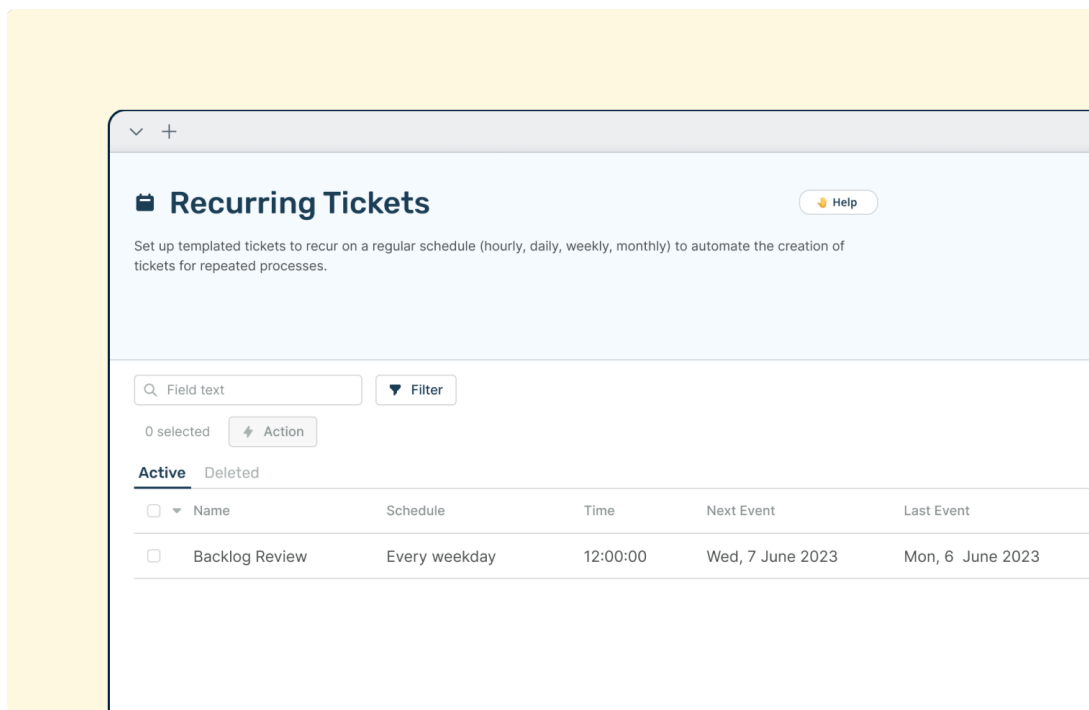 Recurring Tickets
Help
Set up templated tickets to recur on a regular schedule (hourly, daily, weekly, monthly) to automate the creation of
tickets for repeated processes.
Field text
Filter
0 selected
Action
Active Deleted
Name Schedule Time Next Event Last Event
Backlog Review Every weekday 12:00:00 Wed, 7 June 2023 Mon, 6 June 2023